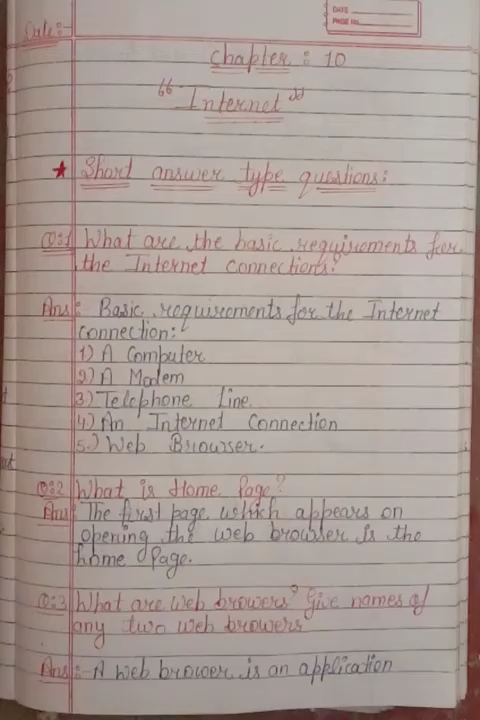 DATE
PAGE NO.
Date:-
Chapter : 10
"Internet"
★ Short answer type questions:
Q:1 What are the basic requirements for
the Internet connections?
Ans: Basic requirements for the Internet
connection:
1) A Computer
2) A Modem
3) Telephone Line.
4) An Internet Connection
5.) Web Browser.
Q:2 What is Home Page?
Ans: The first page which appears on
opening the web browser is the
home Page.
Q:3 What are web browers? Give names of
any two web browers
Ans:- A web brower is an application